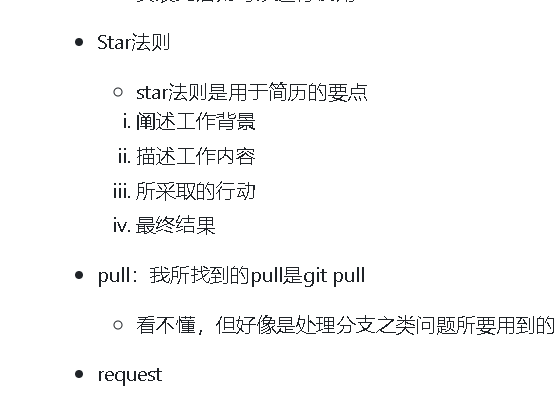 Star法则
star法则是用于简历的要点
i. 阐述工作背景
ii. 描述工作内容
iii. 所采取的行动
iv. 最终结果
pull：我所找到的pull是git pull
看不懂，但好像是处理分支之类问题所要用到的
request